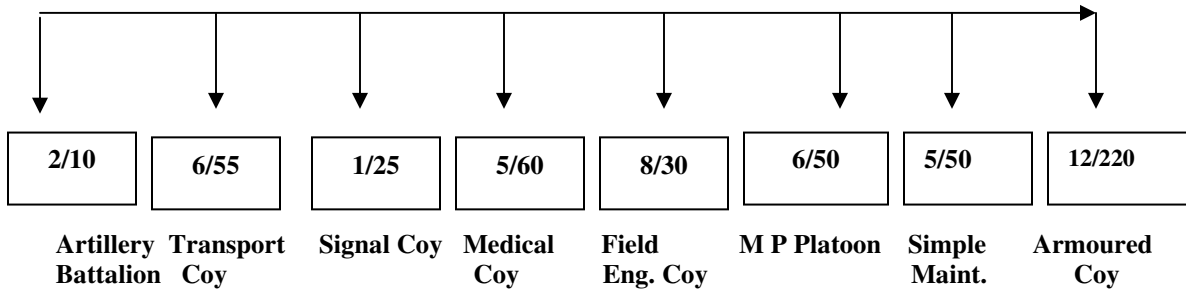 2/10 6/55 1/25 5/60 8/30 6/50 5/50 12/220
Artillery Transport Signal Coy Medical Field M P Platoon Simple Armoured
Battalion Coy Coy Eng. Coy Maint. Coy